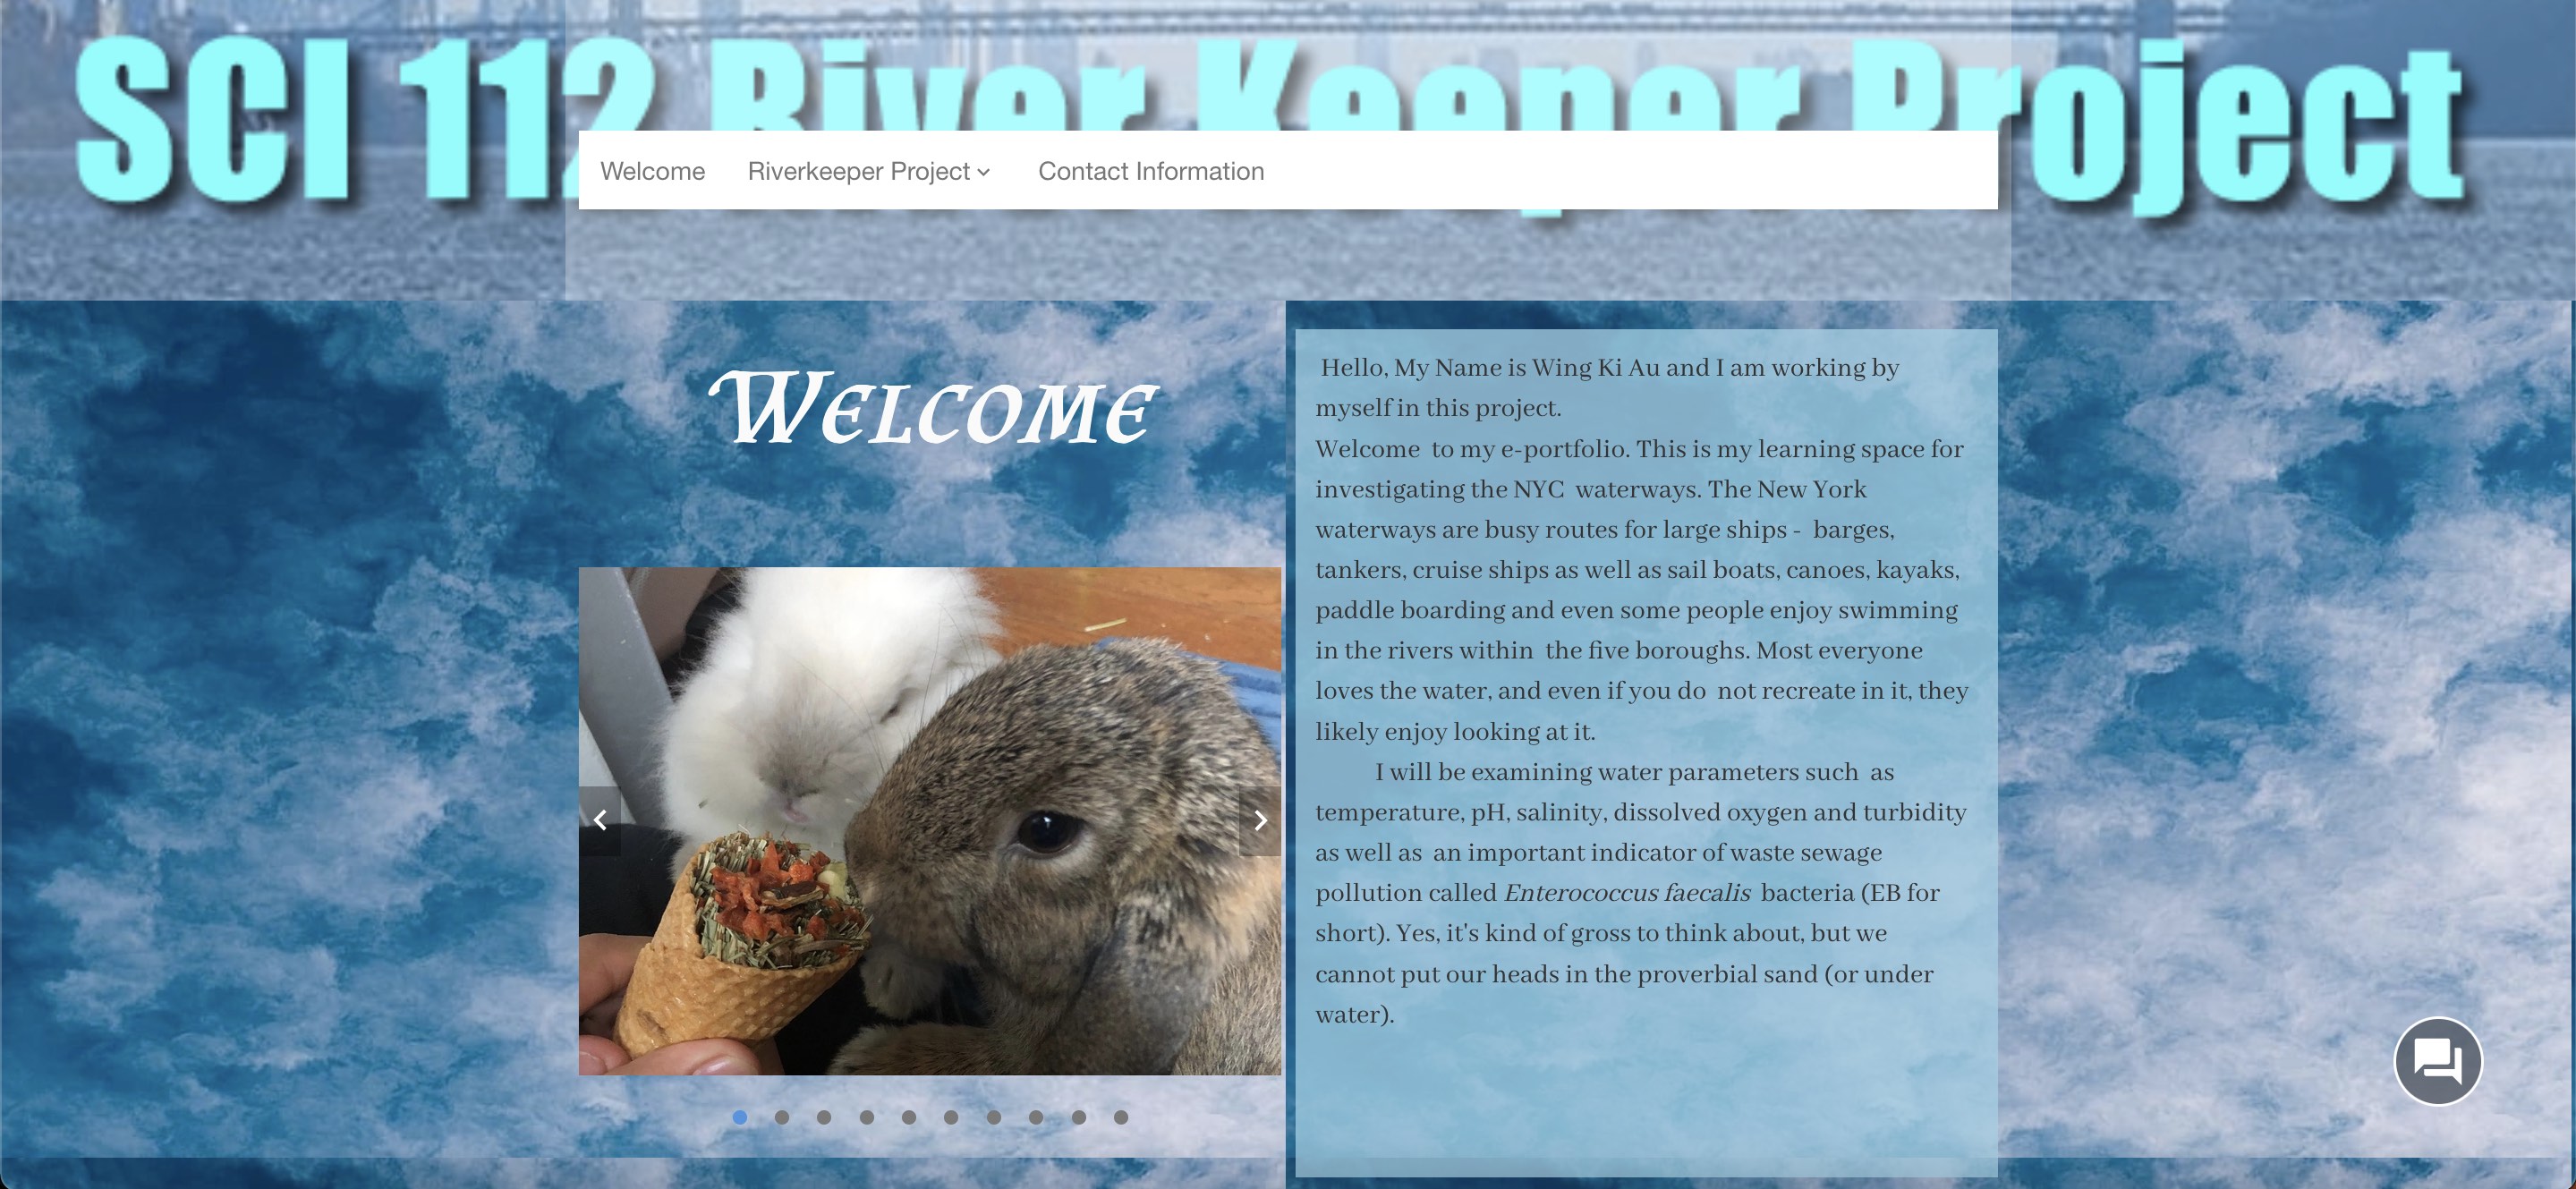 SCI 112 River Keeper Project
Welcome
Riverkeeper Project
Contact Information
Welcome
Hello, My Name is Wing Ki Au and I am working by
myself in this project.
Welcome to my e-portfolio. This is my learning space for
investigating the NYC waterways. The New York
waterways are busy routes for large ships - barges,
tankers, cruise ships as well as sail boats, canoes, kayaks,
paddle boarding and even some people enjoy swimming
in the rivers within the five boroughs. Most everyone
loves the water, and even if you do not recreate in it, they
likely enjoy looking at it.
I will be examining water parameters such as
temperature, pH, salinity, dissolved oxygen and turbidity
as well as an important indicator of waste sewage
pollution called Enterococcus faecalis bacteria (EB for
short). Yes, it's kind of gross to think about, but we
cannot put our heads in the proverbial sand (or under
water).